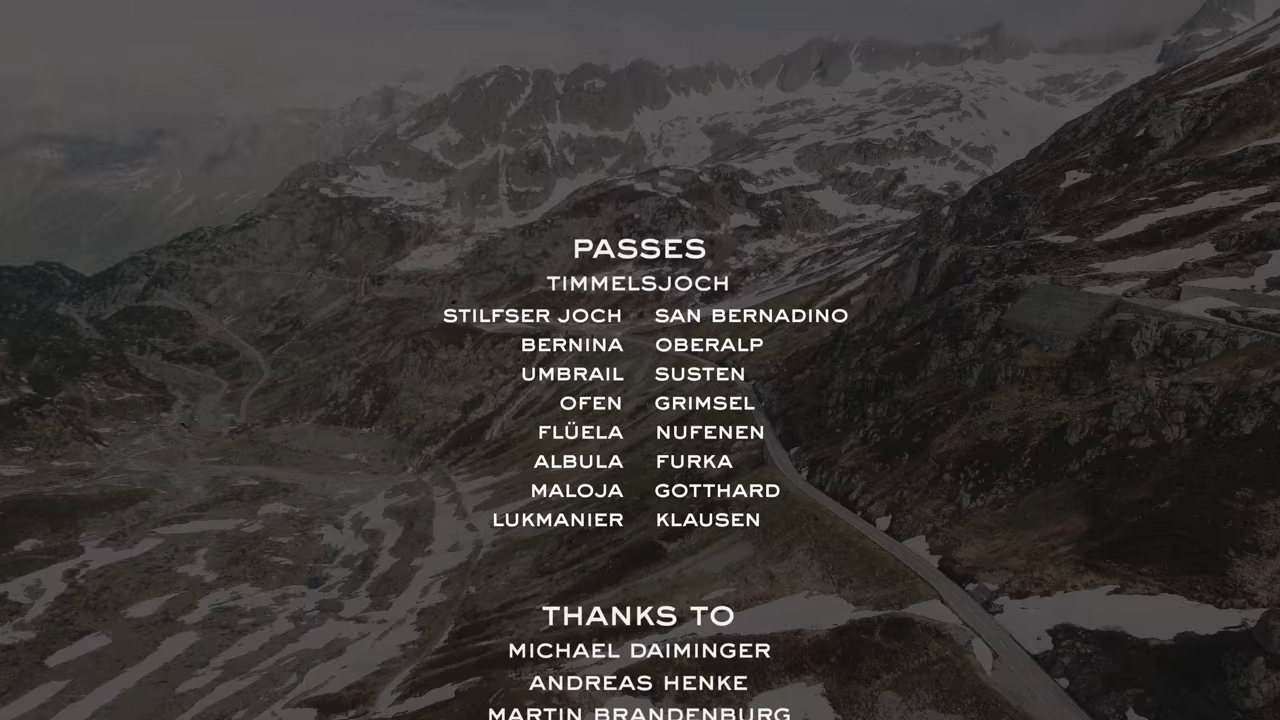 PASSES
TIMMELSJOCH
STILFSER JOCH SAN BERNADINO
BERNINA OBERALP
UMBRAIL SUSTEN
OFEN GRIMSEL
FLÜELA NUFENEN
ALBULA FURKA
MALOJA GOTTHARD
LUKMANIER KLAUSEN
THANKS TO
MICHAEL DAIMINGER
ANDREAS HENKE
MARTIN BRANDENBURG